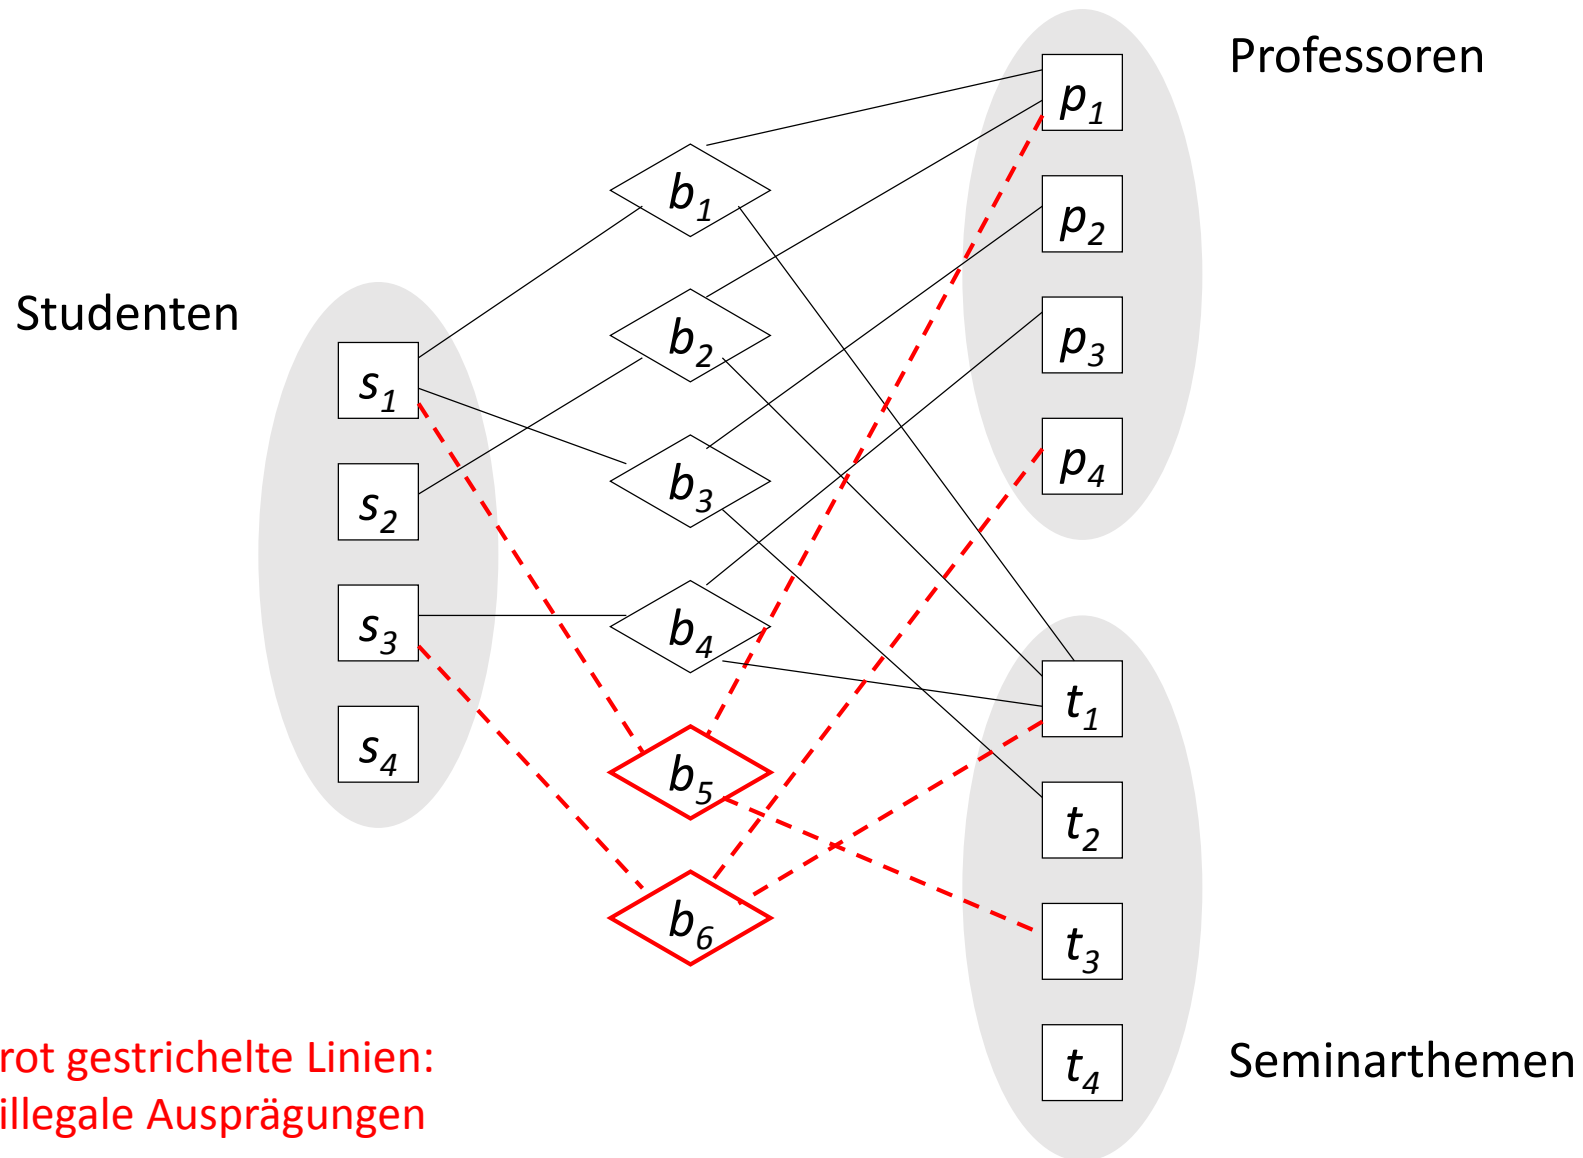 Professoren
p1
p2
p3
p4
Studenten
s1
s2
s3
s4
b1
b2
b3
b4
b5
b6
t1
t2
t3
t4
Seminarthemen
rot gestrichelte Linien:
illegale Ausprägungen